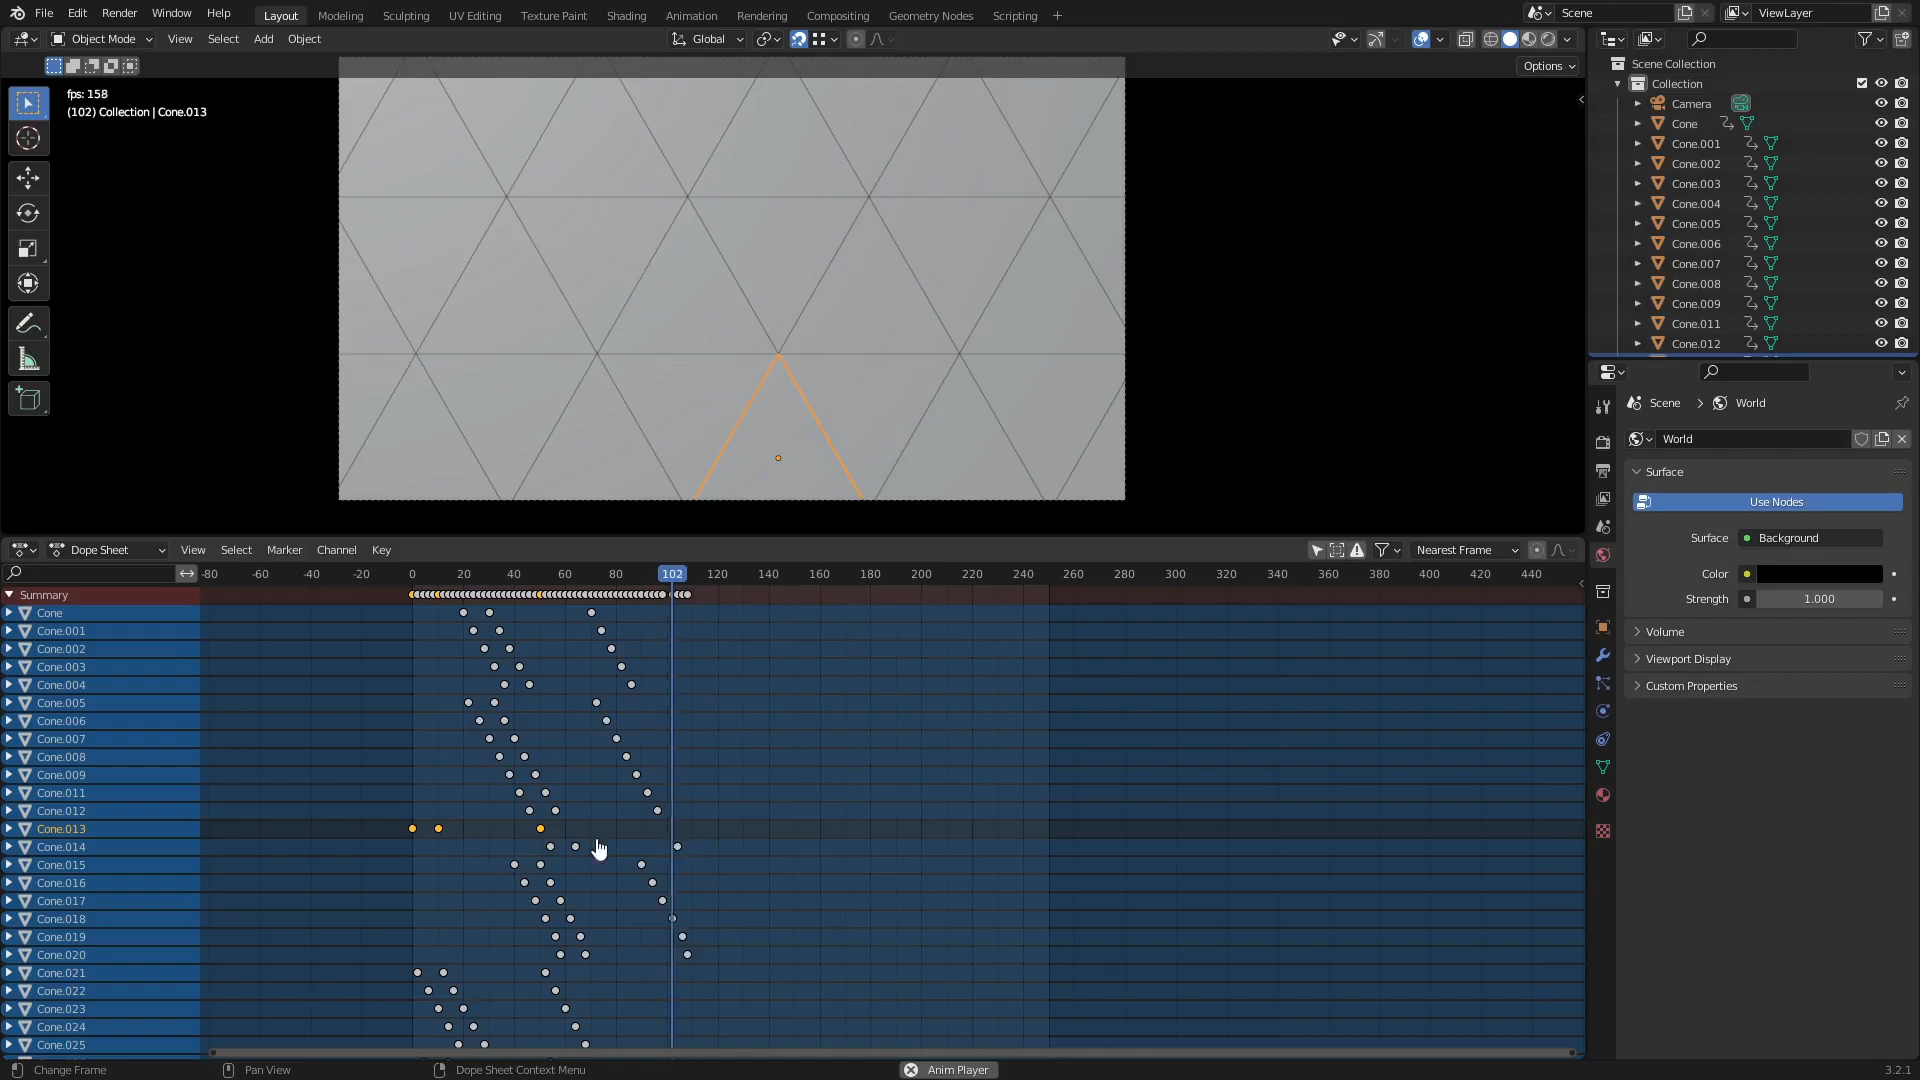 File Edit Render Window Help Layout Modeling Sculpting UV Editing Texture Paint Shading Animation Rendering Compositing Geometry Nodes Scripting + Scene ViewLayer
Object Mode View Select Add Object Global
Options
fps: 158
(102) Collection | Cone.013
Scene Collection
Collection
Camera
Cone
Cone.001
Cone.002
Cone.003
Cone.004
Cone.005
Cone.006
Cone.007
Cone.008
Cone.009
Cone.011
Cone.012
Scene World
World
Surface
Use Nodes
Surface: Background
Color:
Strength: 1.000
Volume
Viewport Display
Custom Properties
Dope Sheet View Select Marker Channel Key Nearest Frame
-80 -60 -40 -20 0 20 40 60 80 102 120 140 160 180 200 220 240 260 280 300 320 340 360 380 400 420 440
Summary
Cone
Cone.001
Cone.002
Cone.003
Cone.004
Cone.005
Cone.006
Cone.007
Cone.008
Cone.009
Cone.011
Cone.012
Cone.013
Cone.014
Cone.015
Cone.016
Cone.017
Cone.018
Cone.019
Cone.020
Cone.021
Cone.022
Cone.023
Cone.024
Cone.025
Change Frame Pan View Dope Sheet Context Menu Anim Player 3.2.1